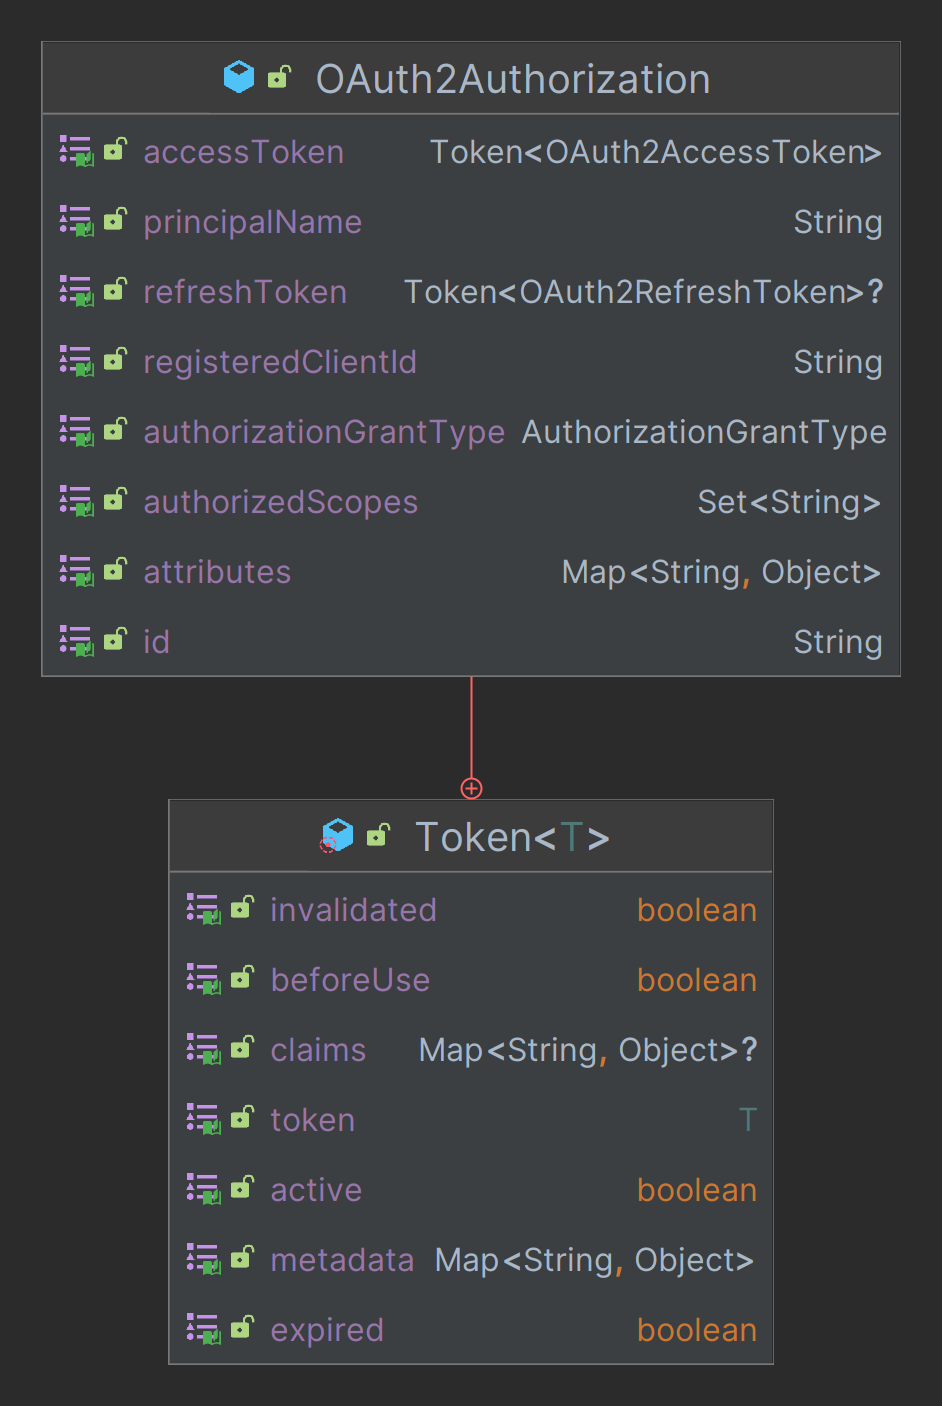 OAuth2Authorization
accessToken Token<OAuth2AccessToken>
principalName String
refreshToken Token<OAuth2RefreshToken>?
registeredClientId String
authorizationGrantType AuthorizationGrantType
authorizedScopes Set<String>
attributes Map<String, Object>
id String
Token<T>
invalidated boolean
beforeUse boolean
claims Map<String, Object>?
token T
active boolean
metadata Map<String, Object>
expired boolean